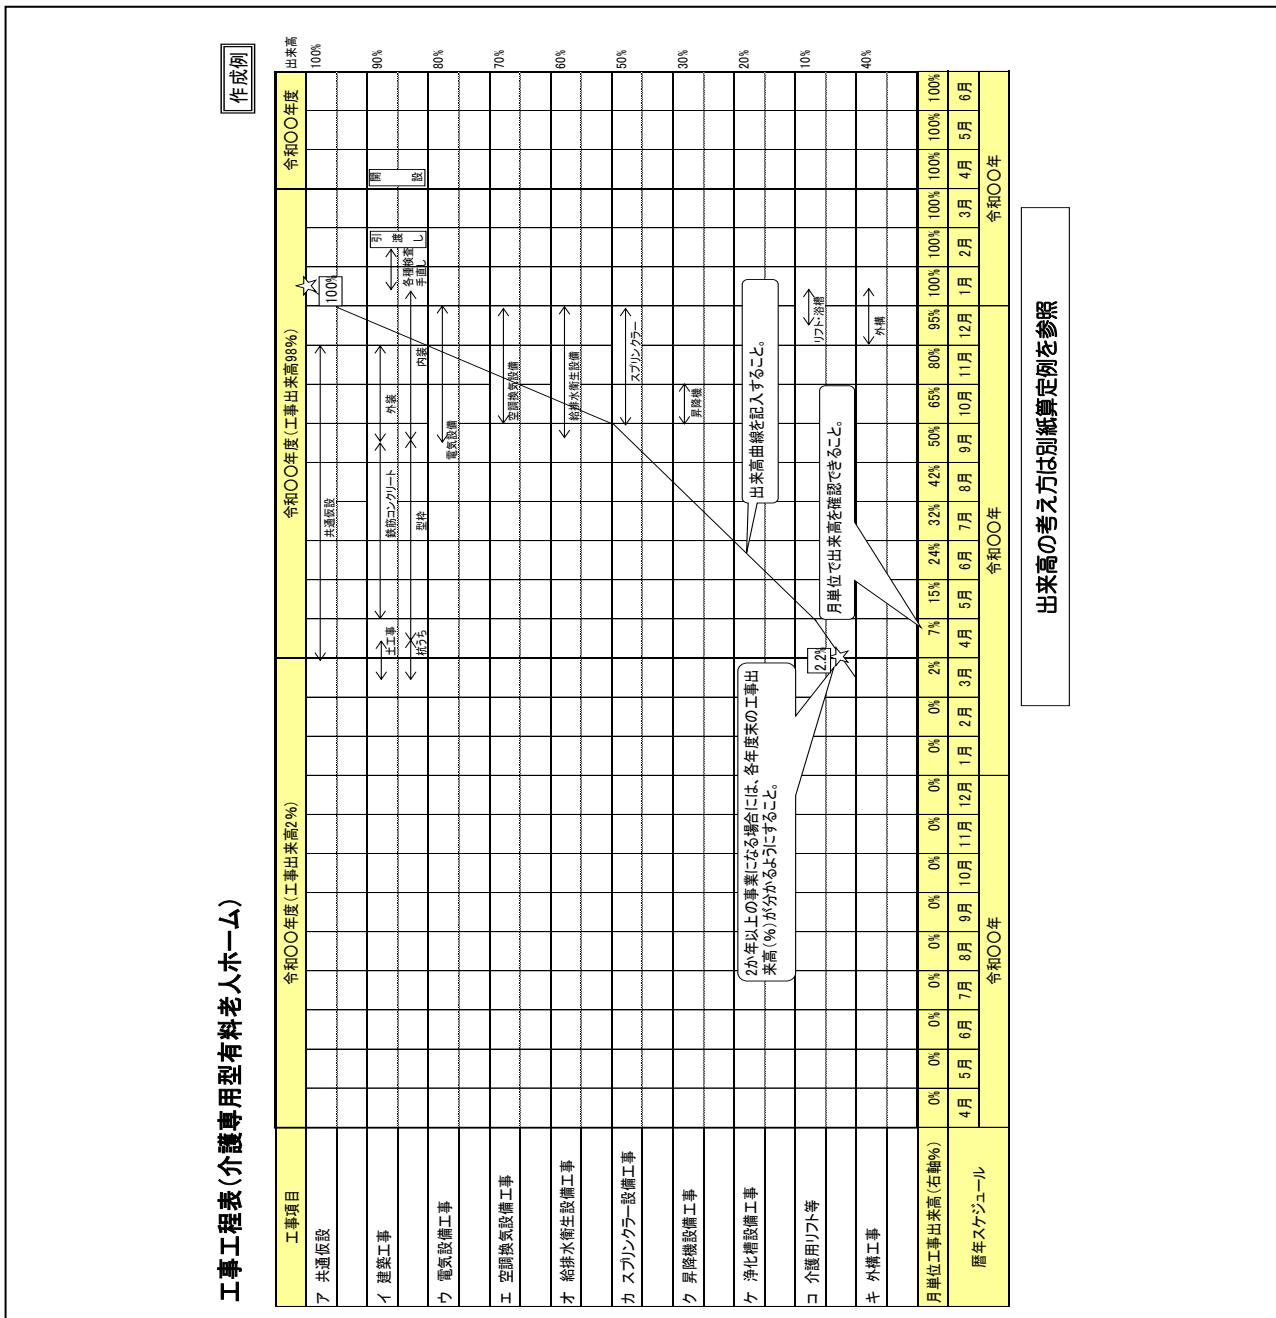 工事工程表(介護専用型有料老人ホーム)
作成例
工事項目
令和〇〇年度(工事出来高2%)
令和〇〇年度(工事出来高98%)
令和〇〇年度
出来高
ア 共通仮設
共通仮設
100%
100%
イ 建築工事
土工事
鉄筋コンクリート
外装
各種検査
手直し
引渡し
開設
90%
杭うち
型枠
内装
ウ 電気設備工事
電気設備
80%
エ 空調換気設備工事
空調換気設備
70%
オ 給排水衛生設備工事
給排水衛生設備
60%
カ スプリンクラー設備工事
スプリンクラー
50%
ク 昇降機設備工事
昇降機
30%
ケ 浄化槽設備工事
2か年以上の事業になる場合には、各年度末の工事出
来高(%)が分かるようにすること。
出来高曲線を記入すること。
20%
コ 介護用リフト等
2.2%
リフト・浴槽
10%
月単位で出来高を確認できること。
キ 外構工事
外構
40%
月単位工事出来高(右軸%)
0% 0% 0% 0% 0% 0% 0% 0% 0% 0% 0% 2% 7% 15% 24% 32% 42% 50% 65% 80% 95% 100% 100% 100% 100% 100% 100%
暦年スケジュール
4月 5月 6月 7月 8月 9月 10月 11月 12月 1月 2月 3月 4月 5月 6月 7月 8月 9月 10月 11月 12月 1月 2月 3月 4月 5月 6月
令和〇〇年
令和〇〇年
令和〇〇年
出来高の考え方は別紙算定例を参照